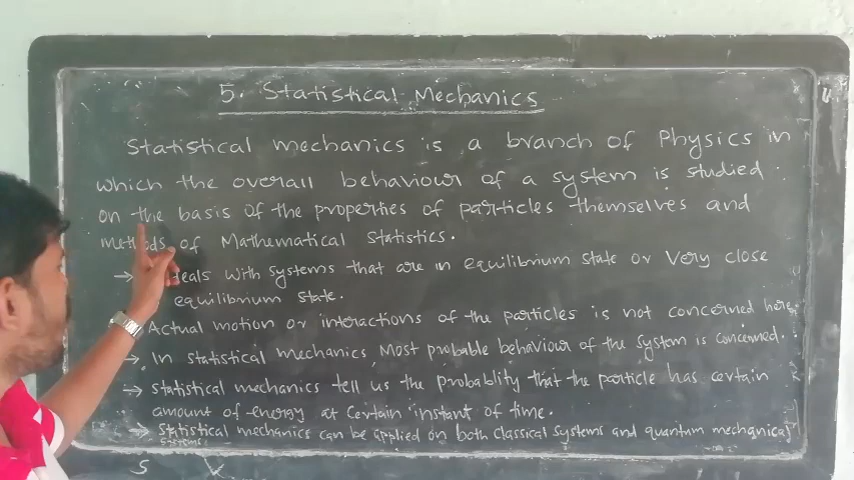 5. Statistical Mechanics
Statistical mechanics is a branch of Physics in
which the overall behaviour of a system is studied
on the basis of the properties of particles themselves and
methods of Mathematical Statistics.
→ eals with systems that are in equilibrium state or very close
equilibrium state.
Actual motion or interactions of the particles is not concerned here.
→ In statistical mechanics, Most probable behaviour of the system is concerned.
→ statistical mechanics tell us the probablity that the particle has certain
amount of energy at certain instant of time.
→ statistical mechanics can be applied on both classical systems and quantum mechanical
systems.
5